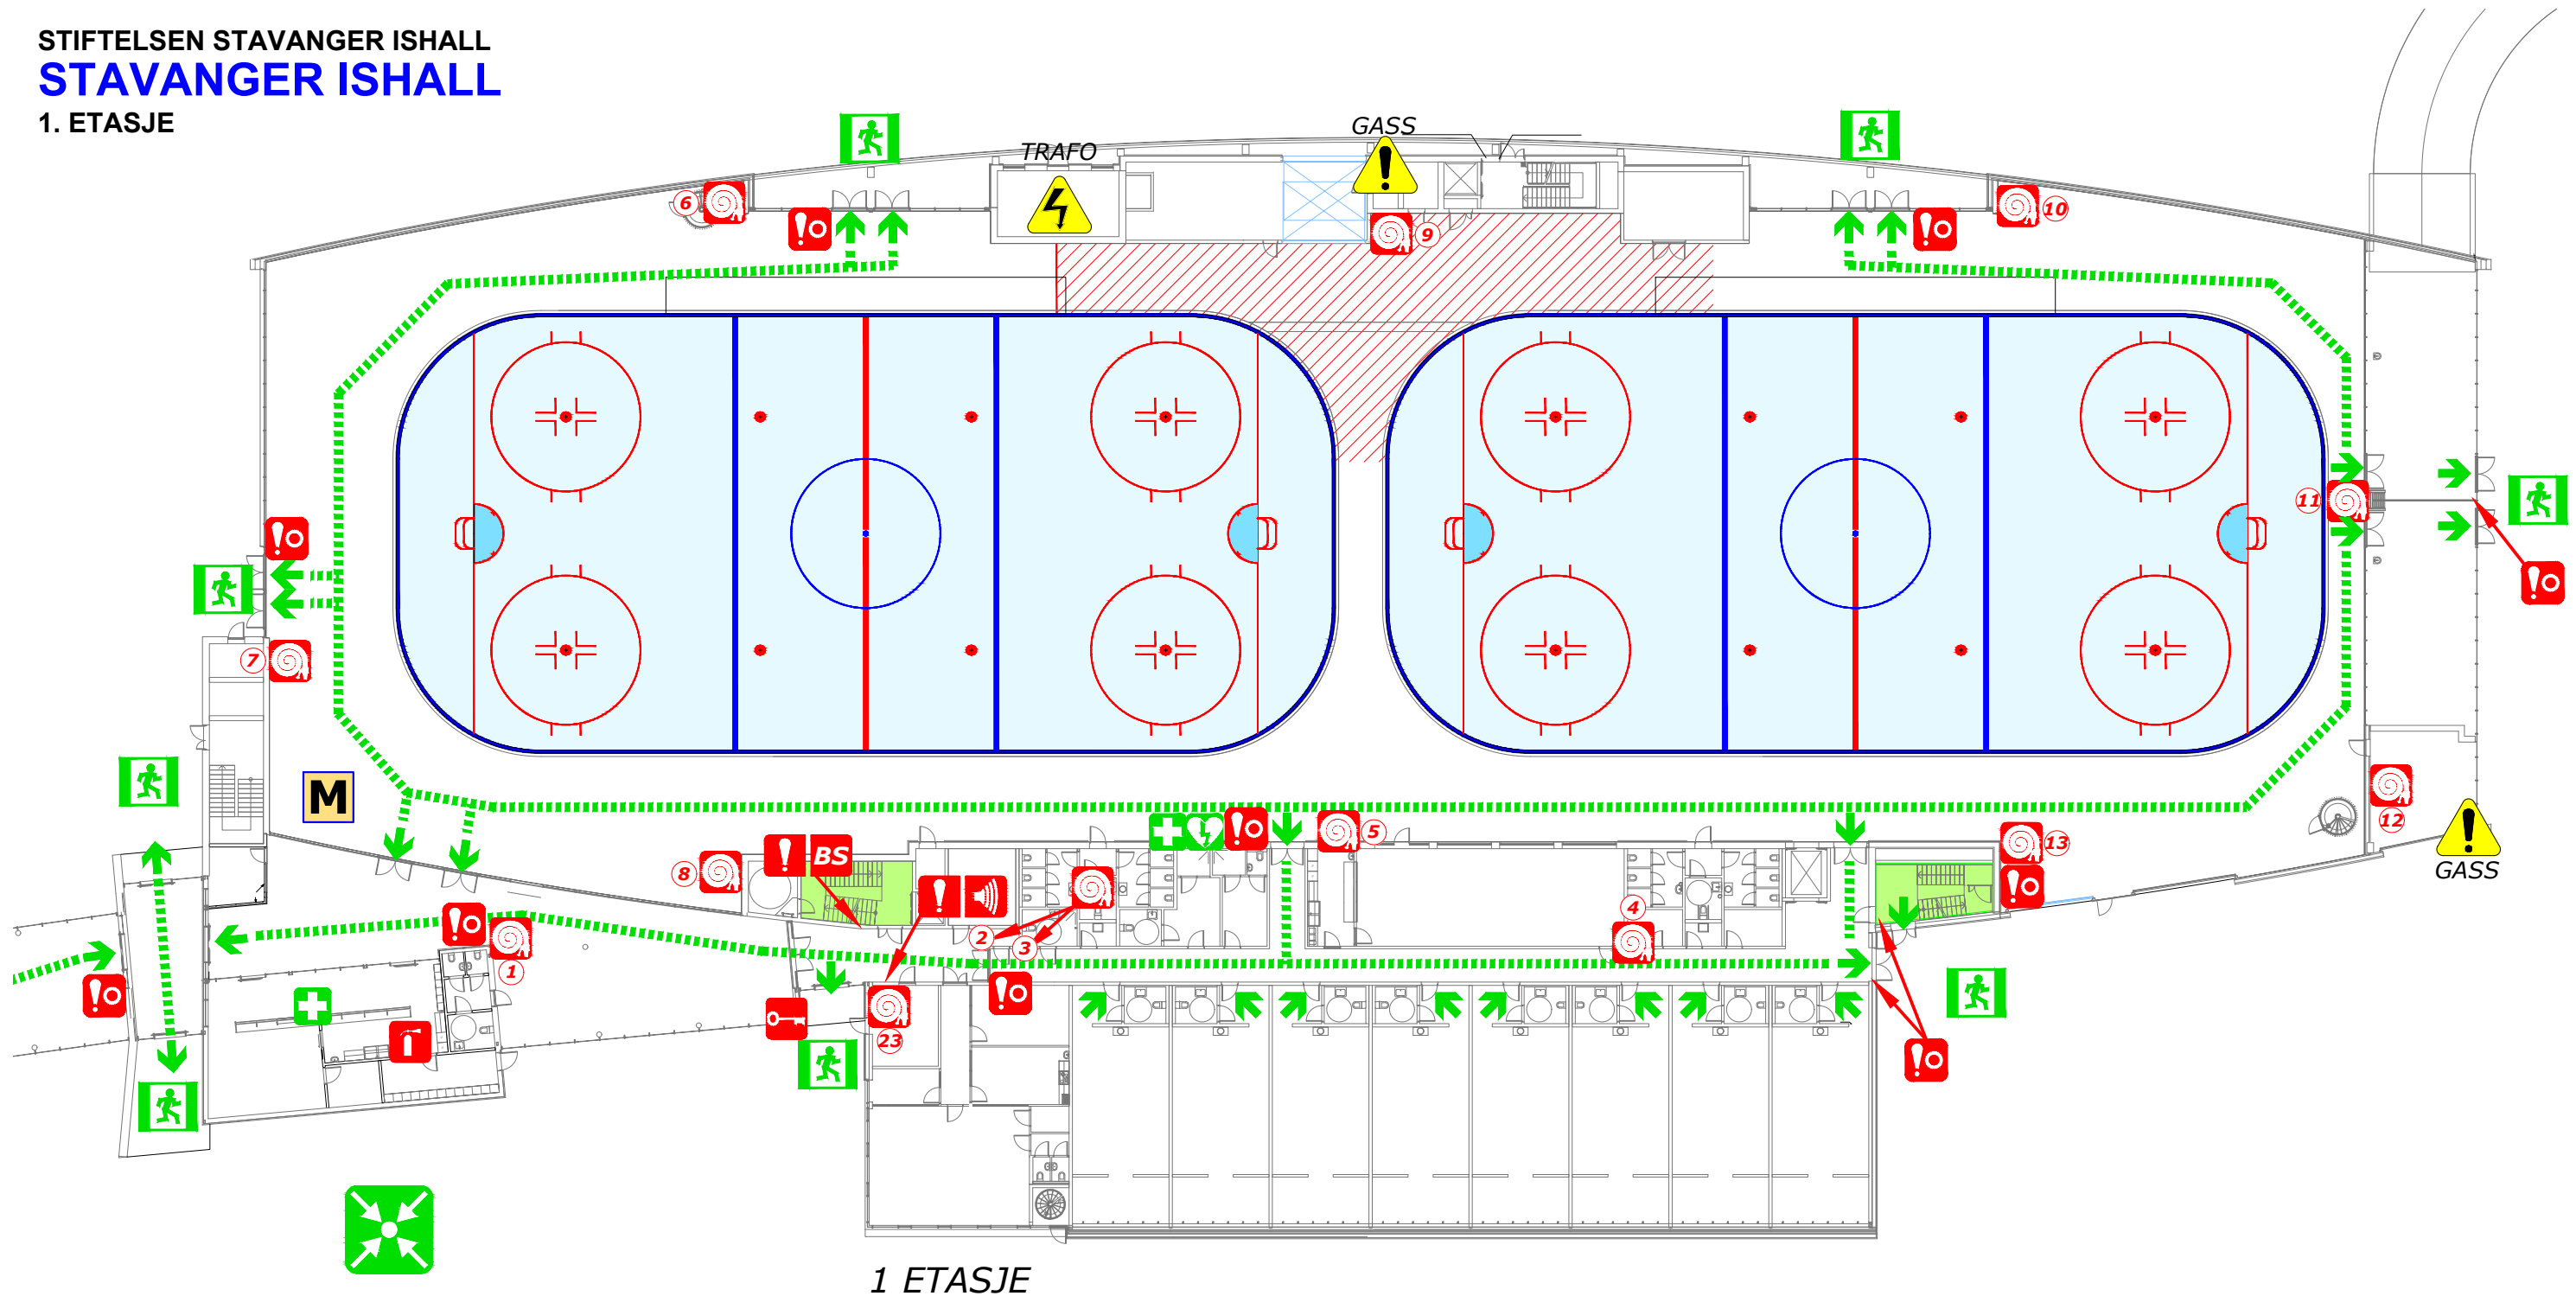 STIFTELSEN STAVANGER ISHALL
STAVANGER ISHALL
1. ETASJE
GASS
TRAFO
6
10
9
11
7
M
5
12
13
8
BS
GASS
4
2
3
1
23
1 ETASJE